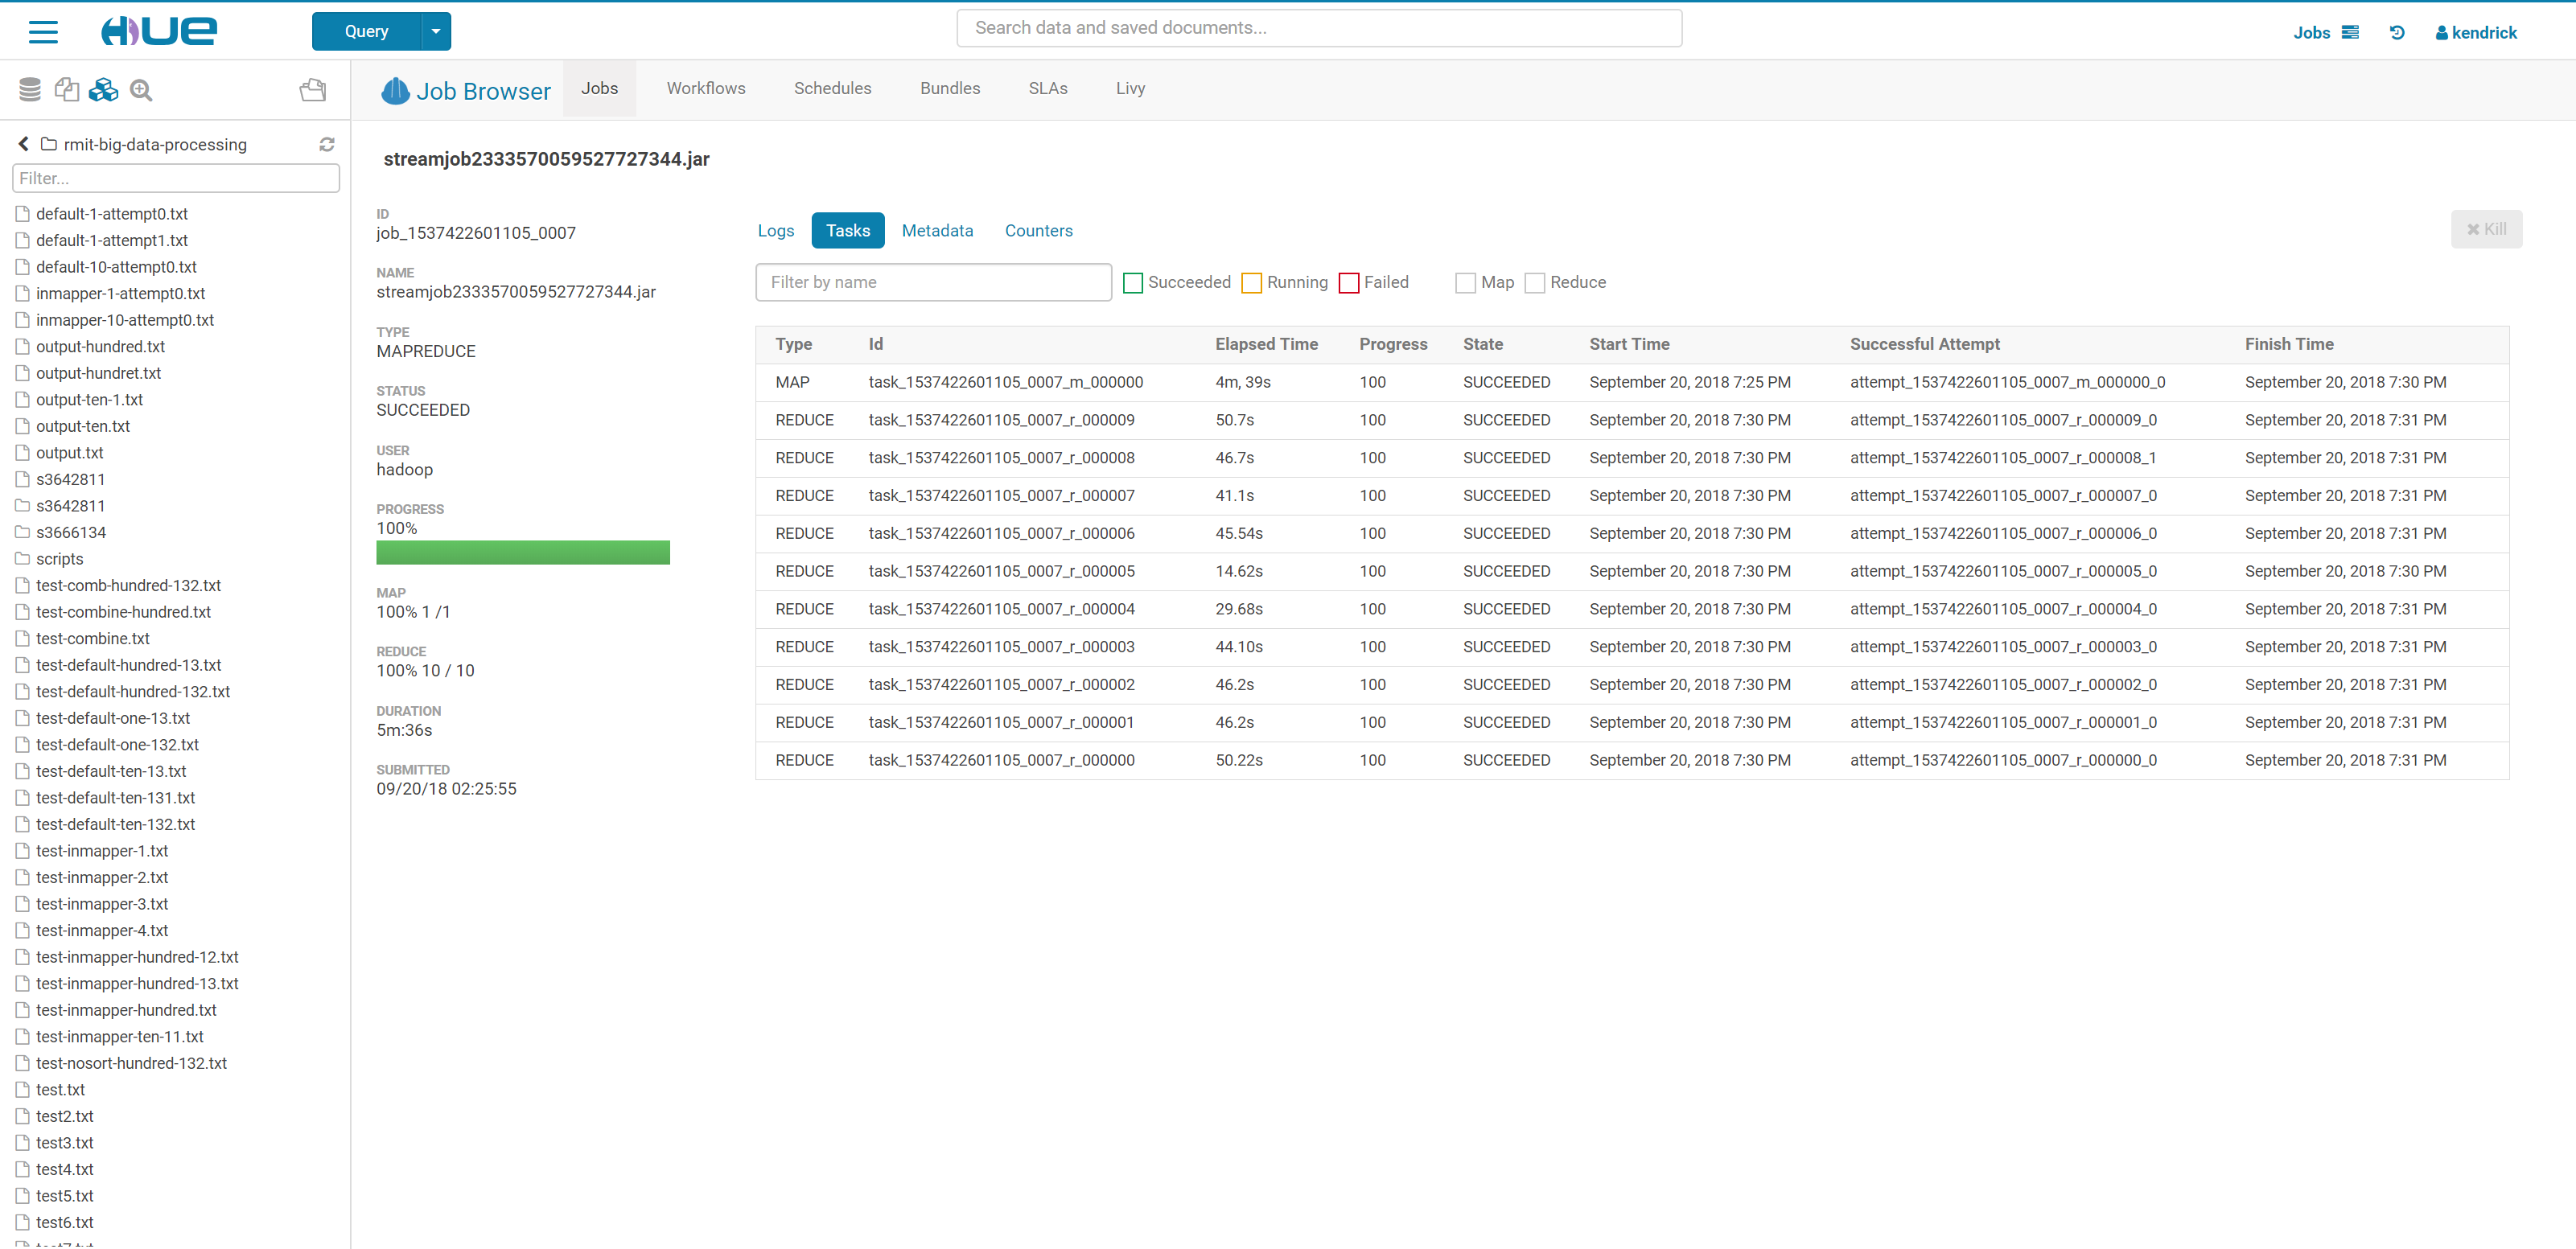 HUE
Query
Search data and saved documents...
Jobs
kendrick
Job Browser
Jobs
Workflows
Schedules
Bundles
SLAs
Livy
rmit-big-data-processing
Filter...
default-1-attempt0.txt
default-1-attempt1.txt
default-10-attempt0.txt
inmapper-1-attempt0.txt
inmapper-10-attempt0.txt
output-hundred.txt
output-hundret.txt
output-ten-1.txt
output-ten.txt
output.txt
s3642811
s3642811
s3666134
scripts
test-comb-hundred-132.txt
test-combine-hundred.txt
test-combine.txt
test-default-hundred-13.txt
test-default-hundred-132.txt
test-default-one-13.txt
test-default-one-132.txt
test-default-ten-13.txt
test-default-ten-131.txt
test-default-ten-132.txt
test-inmapper-1.txt
test-inmapper-2.txt
test-inmapper-3.txt
test-inmapper-4.txt
test-inmapper-hundred-12.txt
test-inmapper-hundred-13.txt
test-inmapper-hundred.txt
test-inmapper-ten-11.txt
test-nosort-hundred-132.txt
test.txt
test2.txt
test3.txt
test4.txt
test5.txt
test6.txt
streamjob2333570059527727344.jar
ID
job_1537422601105_0007
NAME
streamjob2333570059527727344.jar
TYPE
MAPREDUCE
STATUS
SUCCEEDED
USER
hadoop
PROGRESS
100%
MAP
100% 1 /1
REDUCE
100% 10 / 10
DURATION
5m:36s
SUBMITTED
09/20/18 02:25:55
Logs Tasks Metadata Counters
Kill
Filter by name Succeeded Running Failed Map Reduce
Type Id Elapsed Time Progress State Start Time Successful Attempt Finish Time
MAP task_1537422601105_0007_m_000000 4m, 39s 100 SUCCEEDED September 20, 2018 7:25 PM attempt_1537422601105_0007_m_000000_0 September 20, 2018 7:30 PM
REDUCE task_1537422601105_0007_r_000009 50.7s 100 SUCCEEDED September 20, 2018 7:30 PM attempt_1537422601105_0007_r_000009_0 September 20, 2018 7:31 PM
REDUCE task_1537422601105_0007_r_000008 46.7s 100 SUCCEEDED September 20, 2018 7:30 PM attempt_1537422601105_0007_r_000008_1 September 20, 2018 7:31 PM
REDUCE task_1537422601105_0007_r_000007 41.1s 100 SUCCEEDED September 20, 2018 7:30 PM attempt_1537422601105_0007_r_000007_0 September 20, 2018 7:31 PM
REDUCE task_1537422601105_0007_r_000006 45.54s 100 SUCCEEDED September 20, 2018 7:30 PM attempt_1537422601105_0007_r_000006_0 September 20, 2018 7:31 PM
REDUCE task_1537422601105_0007_r_000005 14.62s 100 SUCCEEDED September 20, 2018 7:30 PM attempt_1537422601105_0007_r_000005_0 September 20, 2018 7:30 PM
REDUCE task_1537422601105_0007_r_000004 29.68s 100 SUCCEEDED September 20, 2018 7:30 PM attempt_1537422601105_0007_r_000004_0 September 20, 2018 7:31 PM
REDUCE task_1537422601105_0007_r_000003 44.10s 100 SUCCEEDED September 20, 2018 7:30 PM attempt_1537422601105_0007_r_000003_0 September 20, 2018 7:31 PM
REDUCE task_1537422601105_0007_r_000002 46.2s 100 SUCCEEDED September 20, 2018 7:30 PM attempt_1537422601105_0007_r_000002_0 September 20, 2018 7:31 PM
REDUCE task_1537422601105_0007_r_000001 46.2s 100 SUCCEEDED September 20, 2018 7:30 PM attempt_1537422601105_0007_r_000001_0 September 20, 2018 7:31 PM
REDUCE task_1537422601105_0007_r_000000 50.22s 100 SUCCEEDED September 20, 2018 7:30 PM attempt_1537422601105_0007_r_000000_0 September 20, 2018 7:31 PM